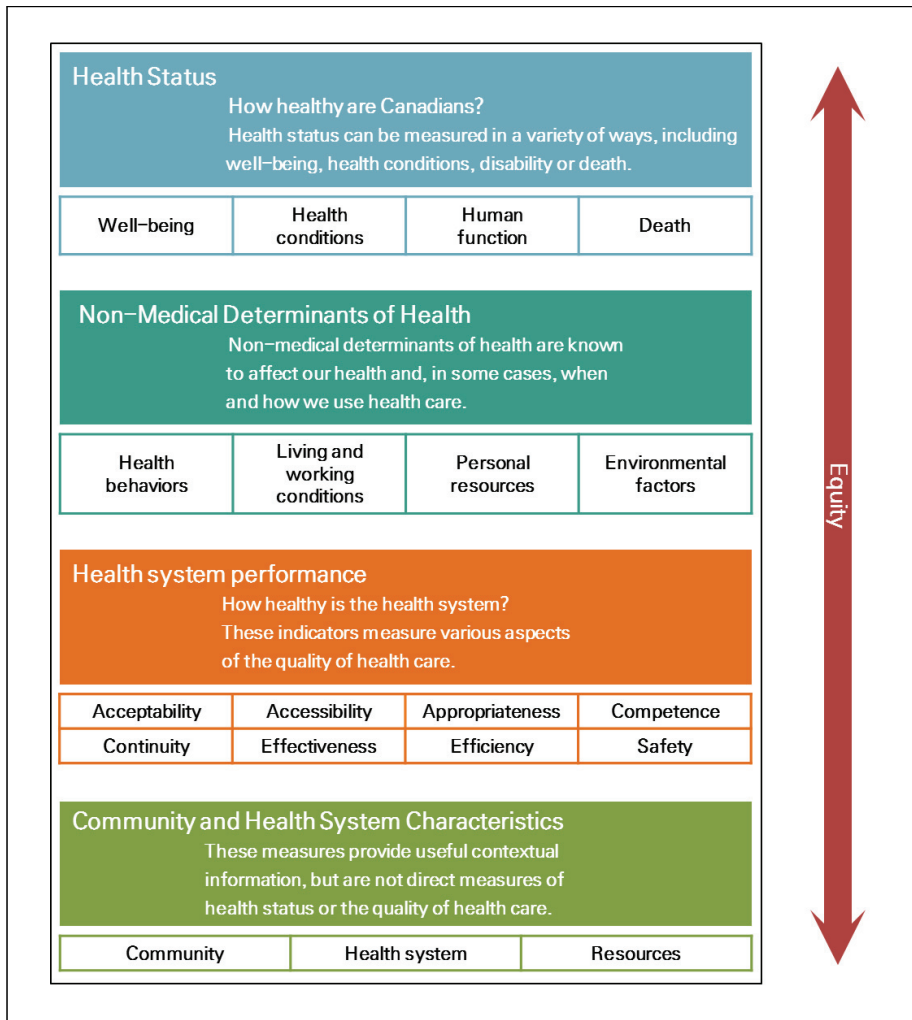 Health Status
How healthy are Canadians?
Health status can be measured in a variety of ways, including
well-being, health conditions, disability or death.
Well-being
Health
conditions
Human
function
Death
Non-Medical Determinants of Health
Non-medical determinants of health are known
to affect our health and, in some cases, when
and how we use health care.
Health
behaviors
Living and
working
conditions
Personal
resources
Environmental
factors
Health system performance
How healthy is the health system?
These indicators measure various aspects
of the quality of health care.
Acceptability
Accessibility
Appropriateness
Competence
Continuity
Effectiveness
Efficiency
Safety
Community and Health System Characteristics
These measures provide useful contextual
information, but are not direct measures of
health status or the quality of health care.
Community
Health system
Resources
Equity